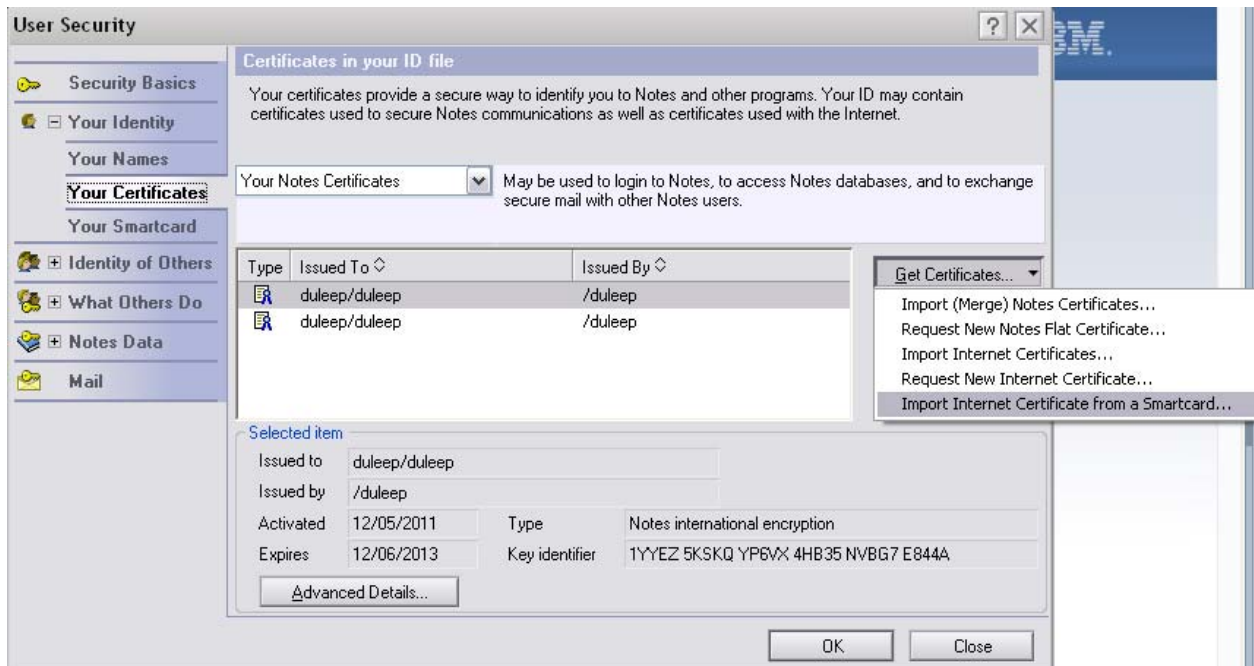 User Security
?
IBM.
Security Basics
Your Identity
Your Names
Your Certificates
Your Smartcard
Identity of Others
What Others Do
Notes Data
Mail
Certificates in your ID file
Your certificates provide a secure way to identify you to Notes and other programs. Your ID may contain
certificates used to secure Notes communications as well as certificates used with the Internet.
Your Notes Certificates
May be used to login to Notes, to access Notes databases, and to exchange
secure mail with other Notes users.
Type Issued To Issued By
duleep/duleep /duleep
duleep/duleep /duleep
Get Certificates...
Import (Merge) Notes Certificates...
Request New Notes Flat Certificate...
Import Internet Certificates...
Request New Internet Certificate...
Import Internet Certificate from a Smartcard...
Selected item
Issued to duleep/duleep
Issued by /duleep
Activated 12/05/2011 Type Notes international encryption
Expires 12/06/2013 Key identifier 1YYEZ 5KSKQ YP6VX 4HB35 NVBG7 E844A
Advanced Details...
OK Close